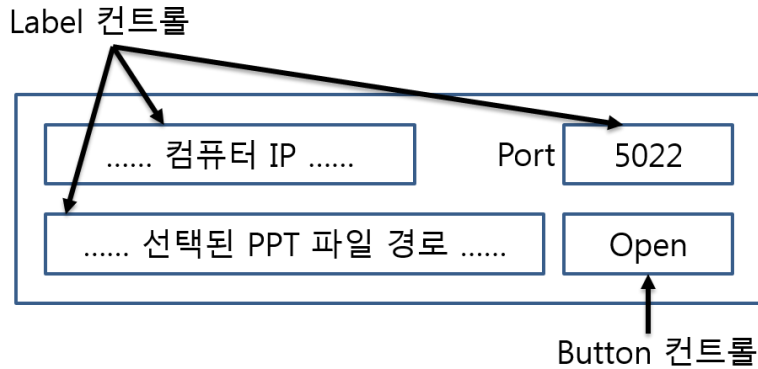 Label 컨트롤
...... 컴퓨터 IP ...... Port 5022
...... 선택된 PPT 파일 경로 ...... Open
Button 컨트롤